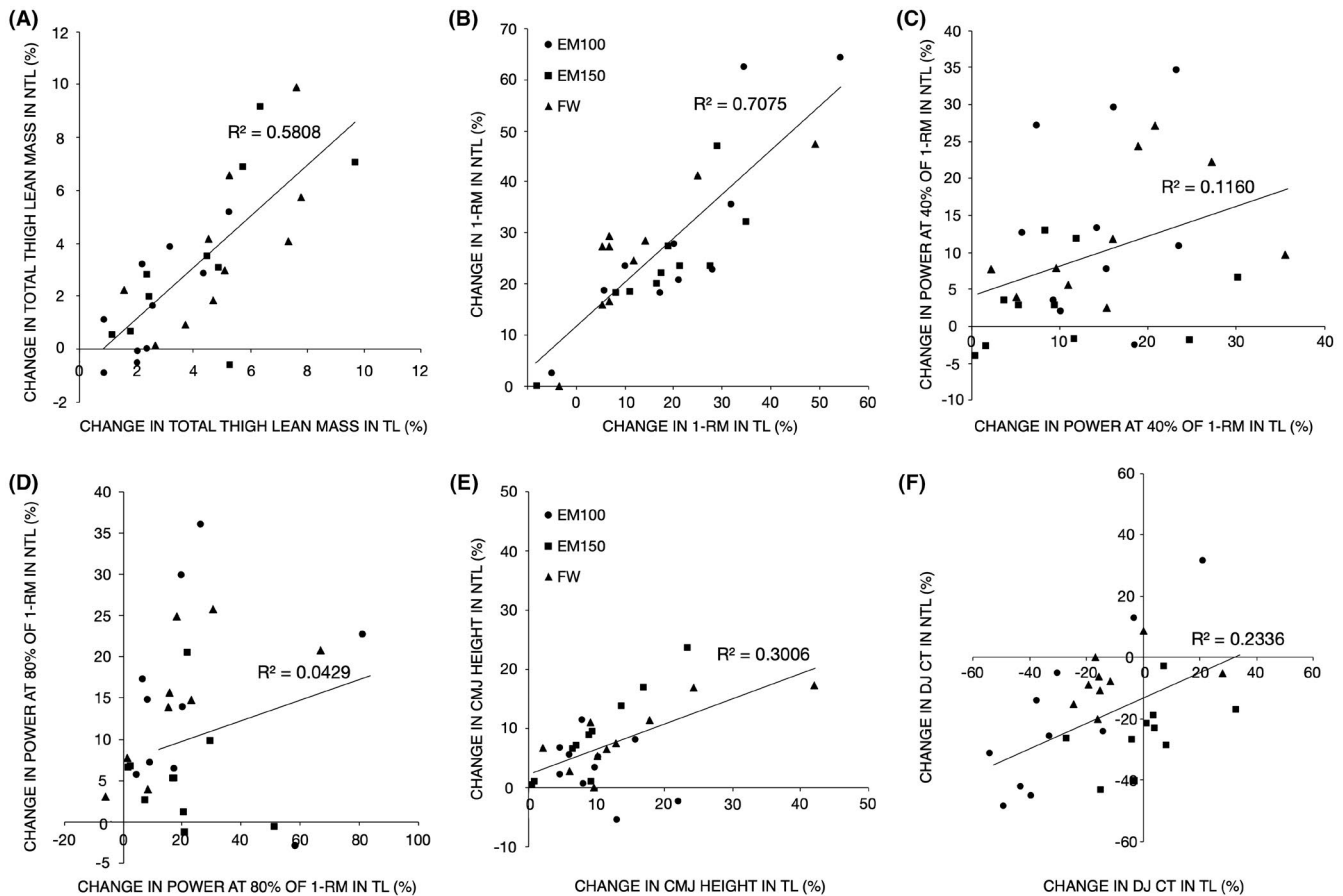 (A)
CHANGE IN TOTAL THIGH LEAN MASS IN NTL (%)
12
10
8
6
4
2
0
-2
R² = 0.5808
0 2 4 6 8 10 12
CHANGE IN TOTAL THIGH LEAN MASS IN TL (%)
(B)
CHANGE IN 1-RM IN NTL (%)
70
60
50
40
30
20
10
0
EM100
EM150
FW
R² = 0.7075
0 10 20 30 40 50 60
CHANGE IN 1-RM IN TL (%)
(C)
CHANGE IN POWER AT 40% OF 1-RM IN NTL (%)
40
35
30
25
20
15
10
5
0
-5
-10
R² = 0.1160
10 20 30 40
CHANGE IN POWER AT 40% OF 1-RM IN TL (%)
(D)
CHANGE IN POWER AT 80% OF 1-RM IN NTL (%)
40
35
30
25
20
15
10
5
0
-5
R² = 0.0429
-20 0 20 40 60 80 100
CHANGE IN POWER AT 80% OF 1-RM IN TL (%)
(E)
CHANGE IN CMJ HEIGHT IN NTL (%)
50
40
30
20
10
0
-10
EM100
EM150
FW
R² = 0.3006
0 10 20 30 40 50
CHANGE IN CMJ HEIGHT IN TL (%)
(F)
CHANGE IN DJ CT IN NTL (%)
60
40
20
0
-20
-40
-60
R² = 0.2336
-60 -40 -20 0 20 40 60
CHANGE IN DJ CT IN TL (%)